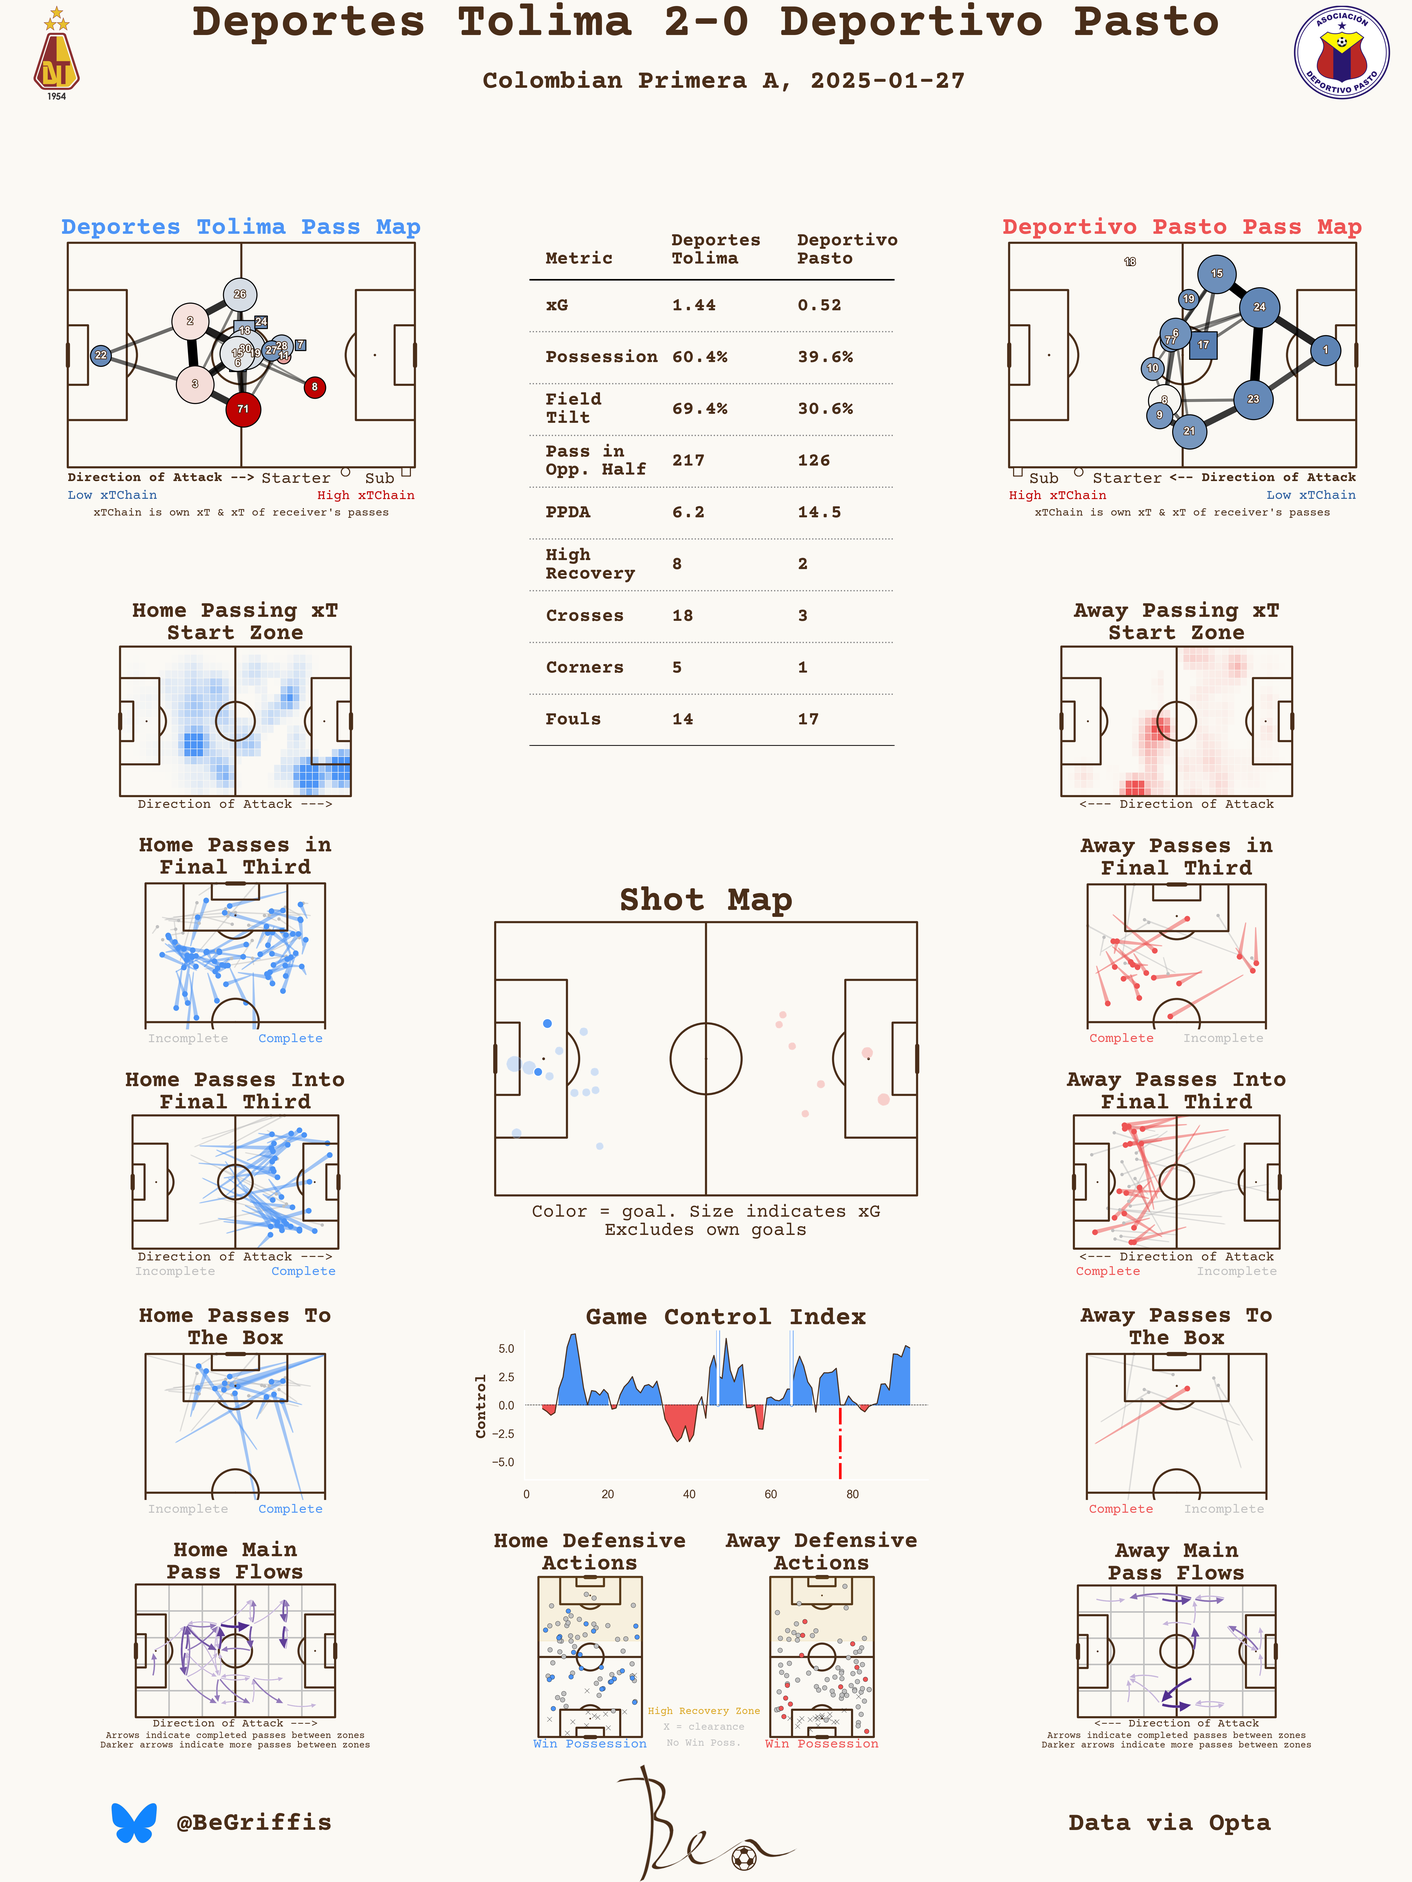 Deportes Tolima 2-0 Deportivo Pasto
Colombian Primera A, 2025-01-27
1954
ASOCIACIÓN
DEPORTIVO PASTO
Deportes Tolima Pass Map
26
2
24
18
22
30
15
19
6
27
28
11
7
3
8
71
Direction of Attack --> Starter Sub
Low xTChain High xTChain
xTChain is own xT & xT of receiver's passes
Metric Deportes Tolima Deportivo Pasto
xG 1.44 0.52
Possession 60.4% 39.6%
Field Tilt 69.4% 30.6%
Pass in Opp. Half 217 126
PPDA 6.2 14.5
High Recovery 8 2
Crosses 18 3
Corners 5 1
Fouls 14 17
Deportivo Pasto Pass Map
18
15
19
24
6
77
17
1
10
8
9
23
21
Sub Starter <-- Direction of Attack
High xTChain Low xTChain
xTChain is own xT & xT of receiver's passes
Home Passing xT
Start Zone
Direction of Attack --->
Away Passing xT
Start Zone
<--- Direction of Attack
Home Passes in
Final Third
Incomplete Complete
Away Passes in
Final Third
Complete Incomplete
Shot Map
Color = goal. Size indicates xG
Excludes own goals
Home Passes Into
Final Third
Direction of Attack --->
Incomplete Complete
Away Passes Into
Final Third
<--- Direction of Attack
Complete Incomplete
Home Passes To
The Box
Incomplete Complete
Game Control Index
Control
5.0
2.5
0.0
−2.5
−5.0
0 20 40 60 80
Away Passes To
The Box
Complete Incomplete
Home Main
Pass Flows
Direction of Attack --->
Arrows indicate completed passes between zones
Darker arrows indicate more passes between zones
Home Defensive
Actions
Win Possession
High Recovery Zone
X = clearance
No Win Poss.
Away Defensive
Actions
Win Possession
Away Main
Pass Flows
<--- Direction of Attack
Arrows indicate completed passes between zones
Darker arrows indicate more passes between zones
@BeGriffis
Ben
Data via Opta